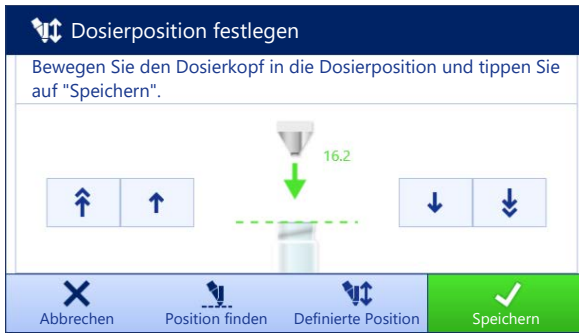 Dosierposition festlegen
Bewegen Sie den Dosierkopf in die Dosierposition und tippen Sie
auf "Speichern".
16.2
Abbrechen
Position finden
Definierte Position
Speichern